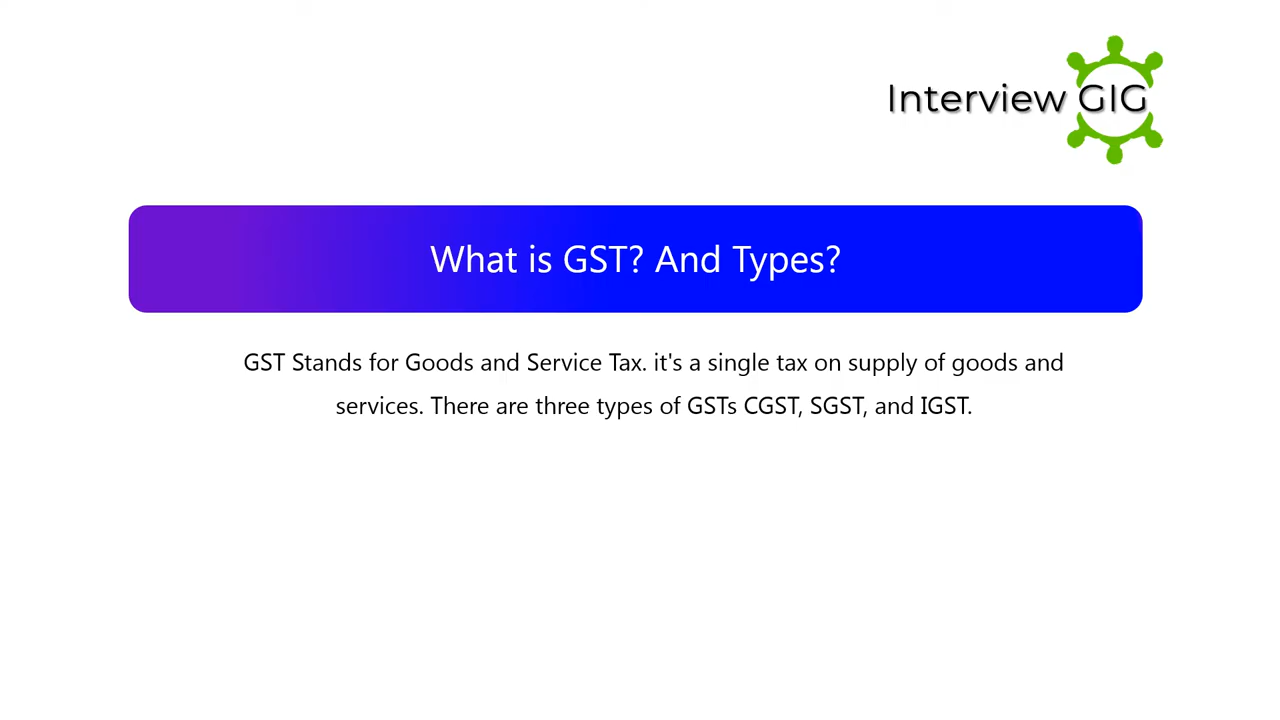 Interview GIG
What is GST? And Types?
GST Stands for Goods and Service Tax. it's a single tax on supply of goods and
services. There are three types of GSTs CGST, SGST, and IGST.